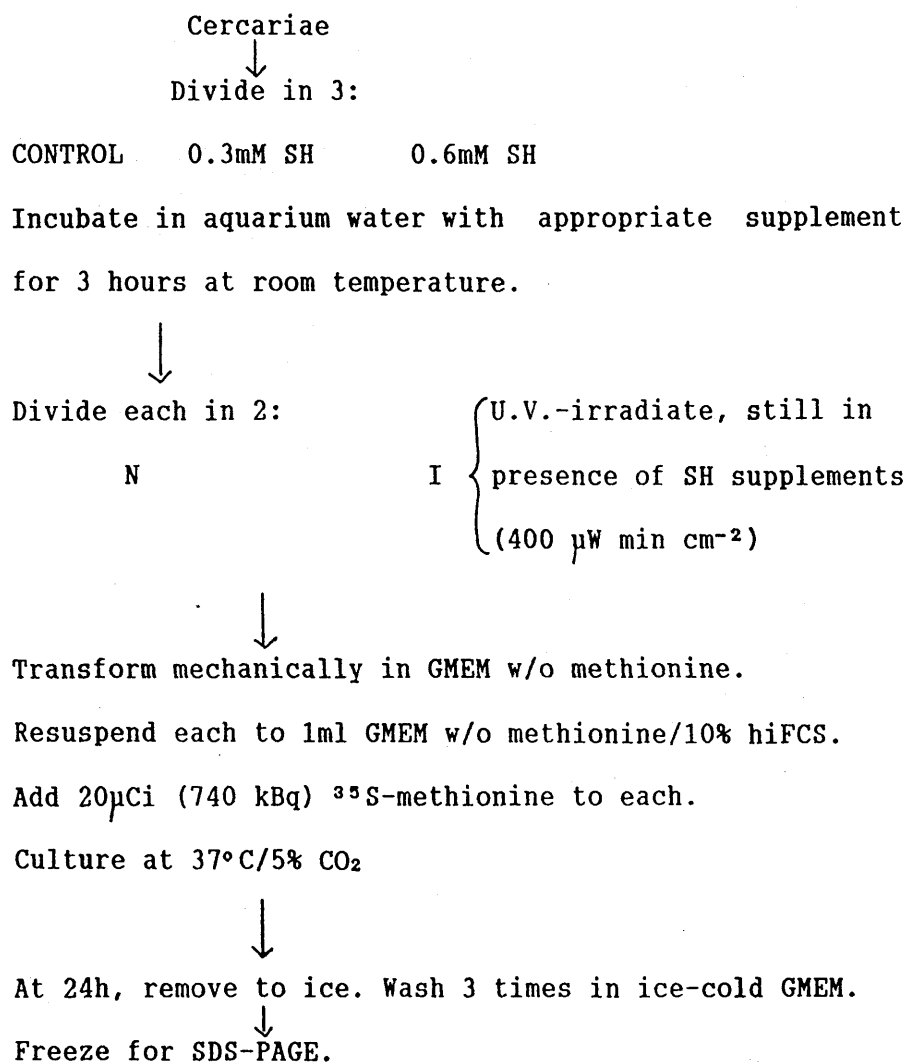 Cercariae
Divide in 3:
CONTROL 0.3mM SH 0.6mM SH
Incubate in aquarium water with appropriate supplement
for 3 hours at room temperature.
Divide each in 2:
N
I
U.V.-irradiate, still in
presence of SH supplements
(400 µW min cm⁻²)
Transform mechanically in GMEM w/o methionine.
Resuspend each to 1ml GMEM w/o methionine/10% hiFCS.
Add 20µCi (740 kBq) ³⁵S-methionine to each.
Culture at 37°C/5% CO₂
At 24h, remove to ice. Wash 3 times in ice-cold GMEM.
Freeze for SDS-PAGE.